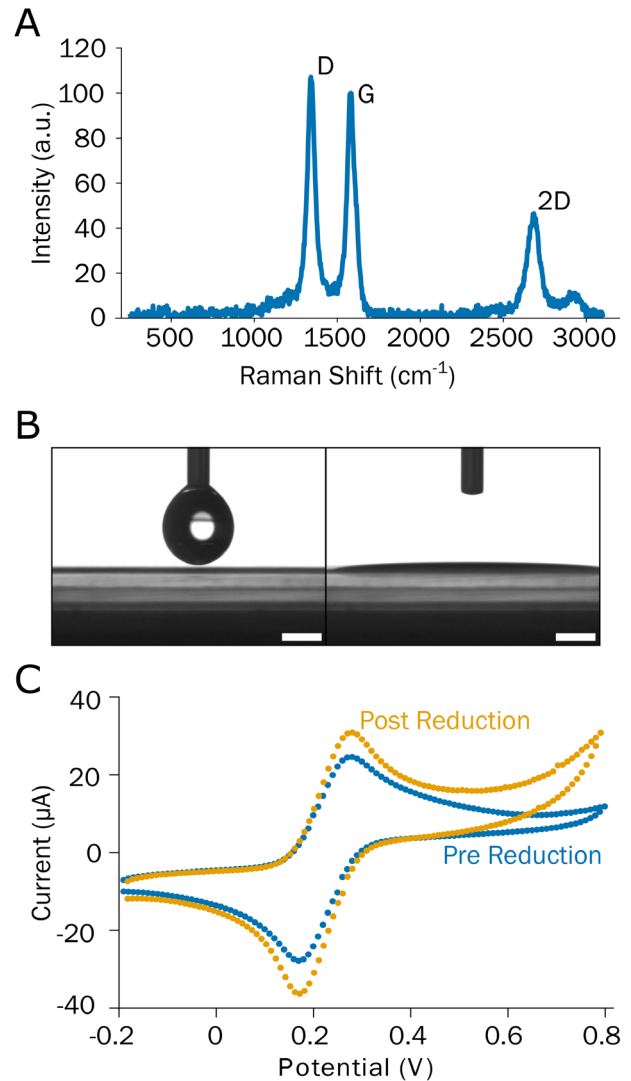 A
120
100
80
60
40
20
0
Intensity (a.u.)
D
G
2D
500 1000 1500 2000 2500 3000
Raman Shift (cm-1)
B
C
40
20
0
-20
-40
Current (µA)
Post Reduction
Pre Reduction
-0.2 0 0.2 0.4 0.6 0.8
Potential (V)